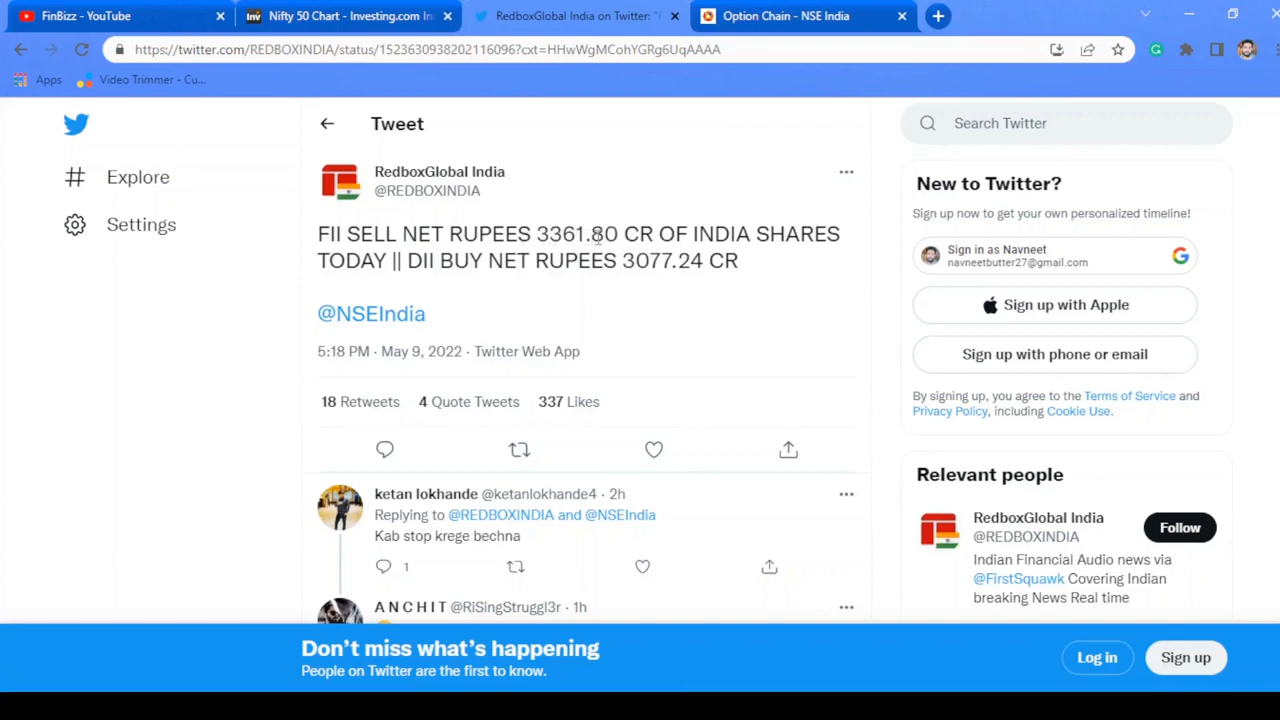 FinBizz - YouTube
Nifty 50 Chart - Investing.com In
RedboxGlobal India on Twitter: "F
Option Chain - NSE India
https://twitter.com/REDBOXINDIA/status/1523630938202116096?cxt=HHwWgMCohYGRg6UqAAAA
Apps
Video Trimmer - Cu...
Tweet
Search Twitter
Explore
Settings
RedboxGlobal India
@REDBOXINDIA
FII SELL NET RUPEES 3361.80 CR OF INDIA SHARES
TODAY || DII BUY NET RUPEES 3077.24 CR
@NSEIndia
5:18 PM · May 9, 2022 · Twitter Web App
18 Retweets 4 Quote Tweets 337 Likes
ketan lokhande @ketanlokhande4 · 2h
Replying to @REDBOXINDIA and @NSEIndia
Kab stop krege bechna
1
A N C H I T @RiSingStruggl3r · 1h
New to Twitter?
Sign up now to get your own personalized timeline!
Sign in as Navneet
navneetbutter27@gmail.com
Sign up with Apple
Sign up with phone or email
By signing up, you agree to the Terms of Service and
Privacy Policy, including Cookie Use.
Relevant people
RedboxGlobal India
@REDBOXINDIA
Follow
Indian Financial Audio news via
@FirstSquawk Covering Indian
breaking News Real time
Don't miss what's happening
People on Twitter are the first to know.
Log in
Sign up